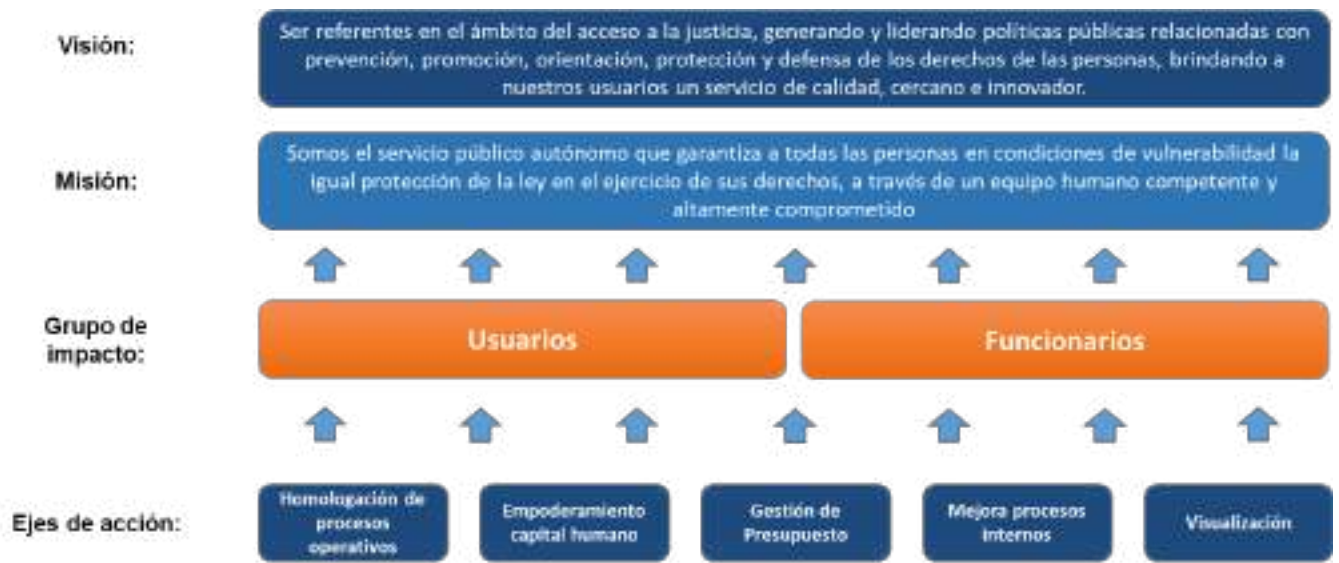 Visión:
Ser referentes en el ámbito del acceso a la justicia, generando y liderando políticas públicas relacionadas con
prevención, promoción, orientación, protección y defensa de los derechos de las personas, brindando a
nuestros usuarios un servicio de calidad, cercano e innovador.
Misión:
Somos el servicio público autónomo que garantiza a todas las personas en condiciones de vulnerabilidad la
igual protección de la ley en el ejercicio de sus derechos, a través de un equipo humano competente y
altamente comprometido
Grupo de
impacto:
Usuarios
Funcionarios
Ejes de acción:
Homologación de
procesos
operativos
Empoderamiento
capital humano
Gestión de
Presupuesto
Mejora procesos
internos
Visualización